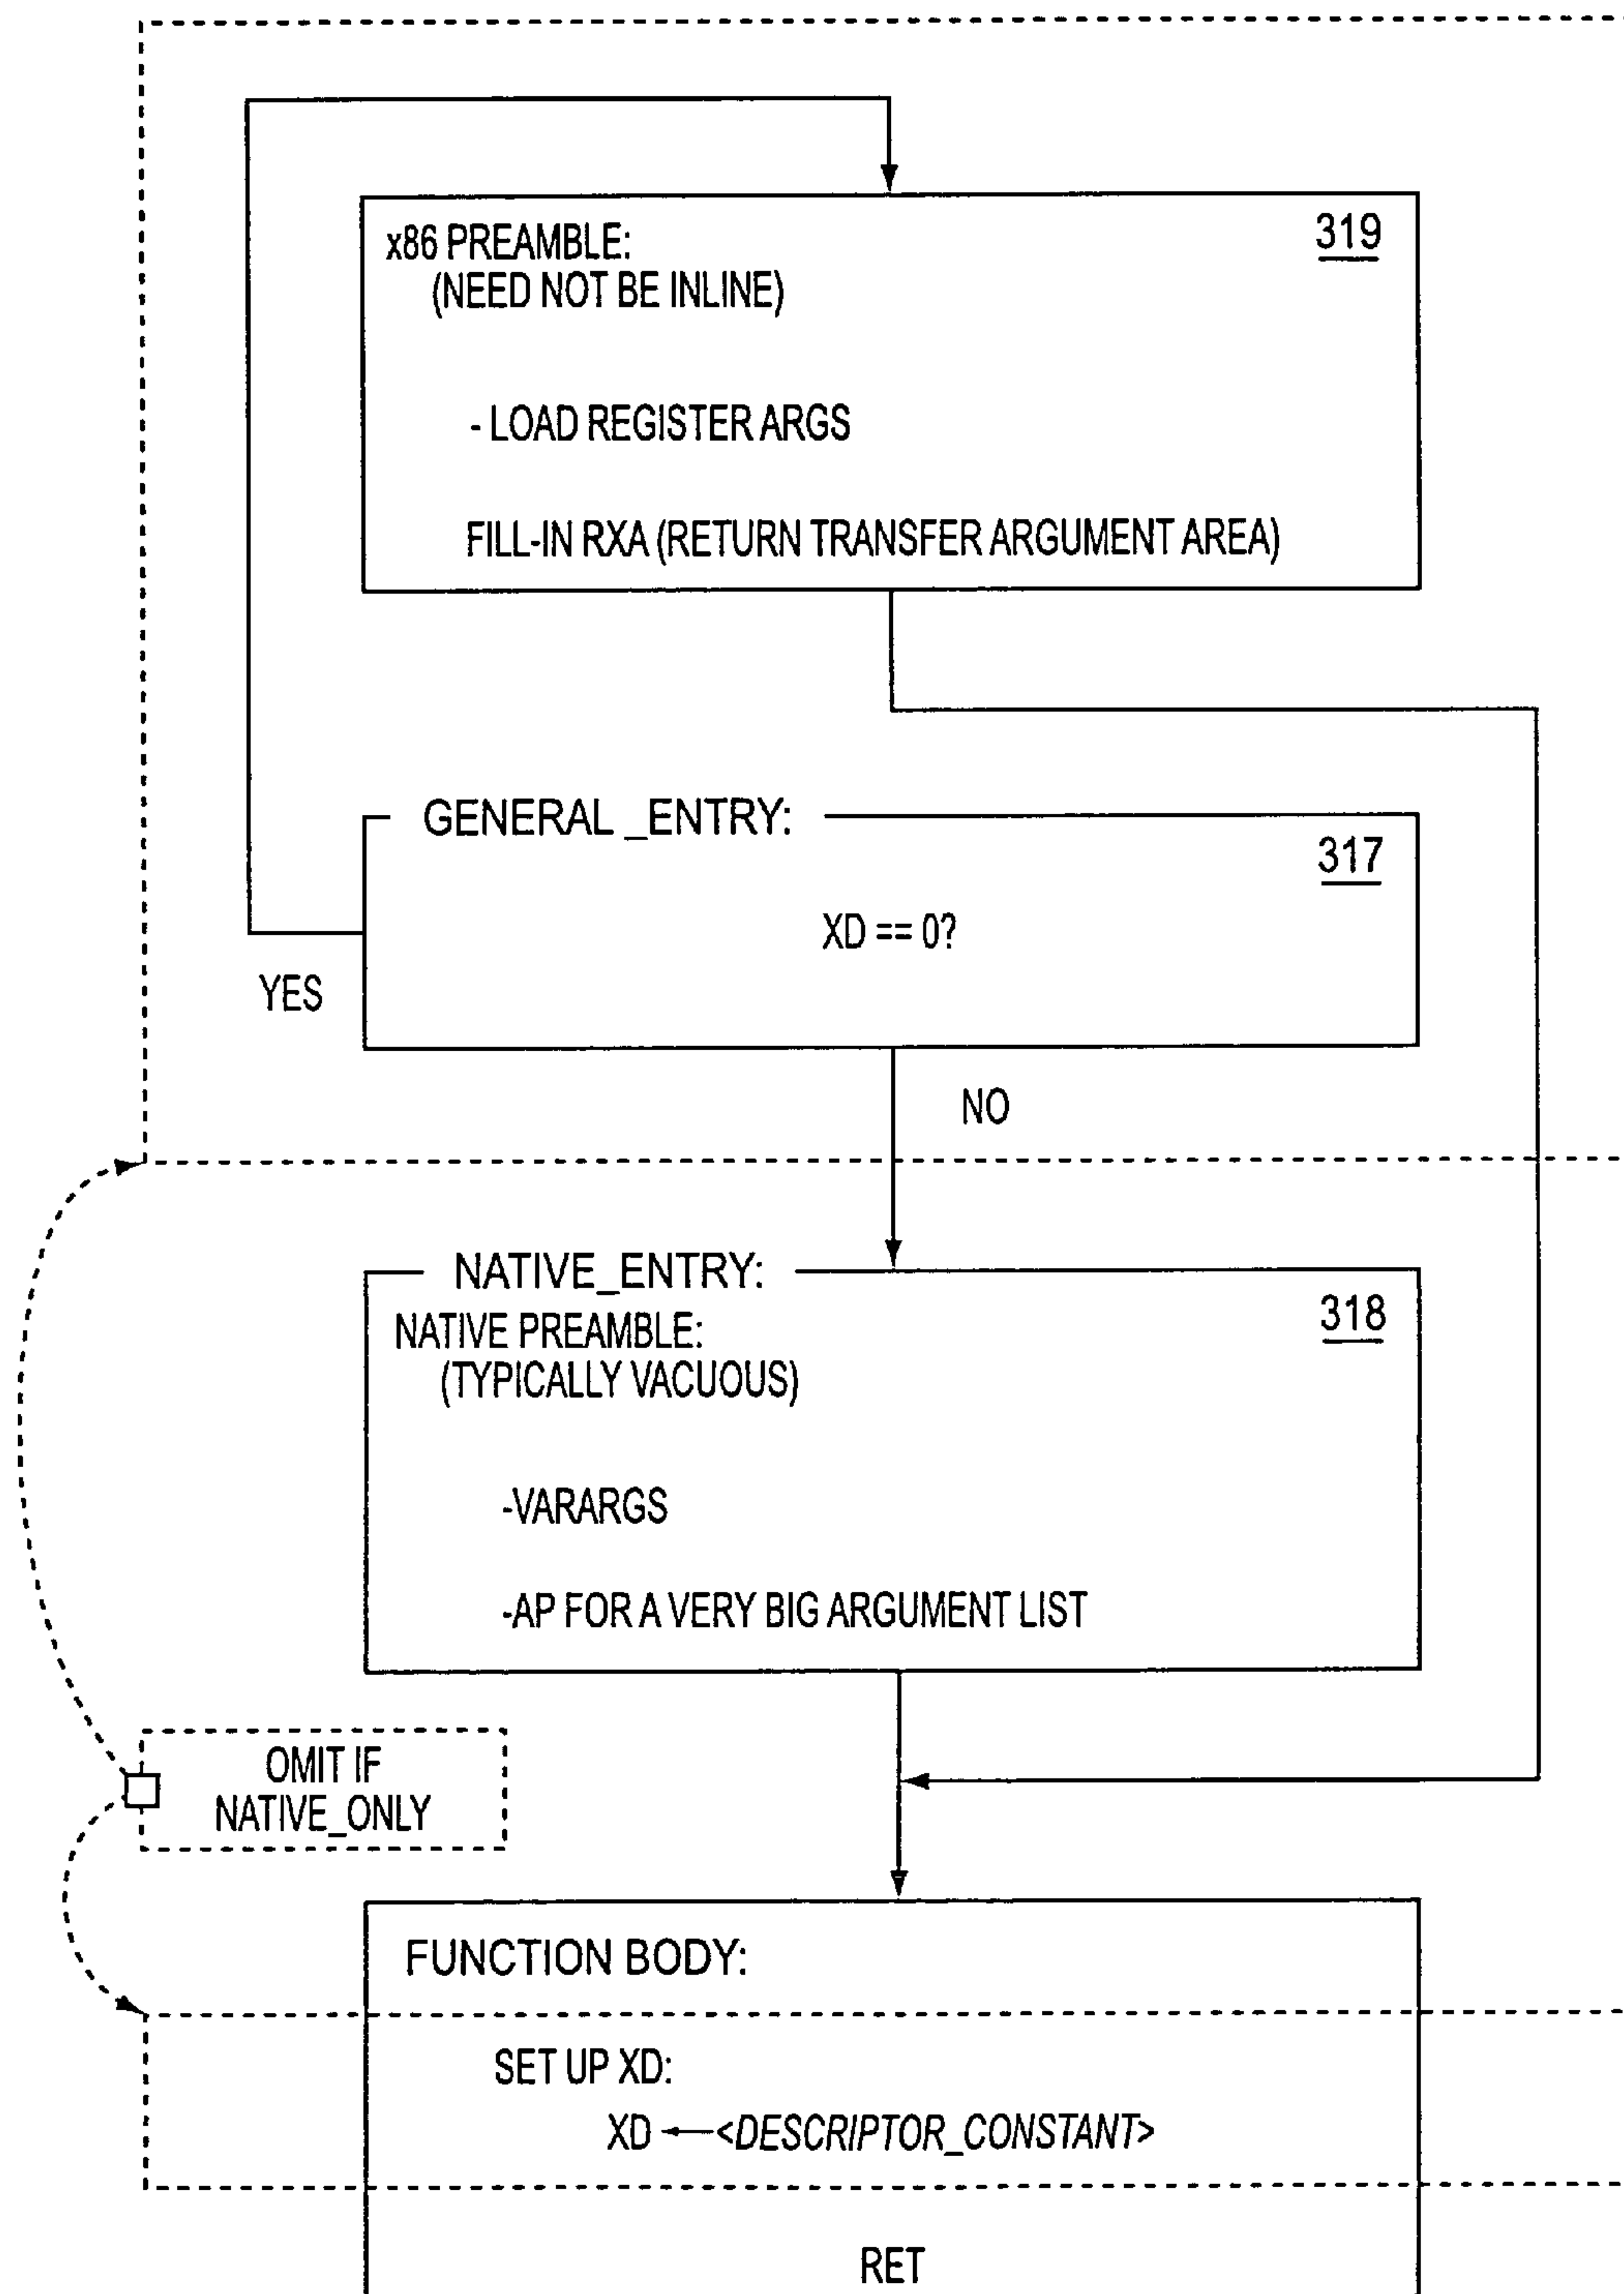 x86 PREAMBLE:
319
(NEED NOT BE INLINE)
- LOAD REGISTER ARGS
FILL-IN RXA (RETURN TRANSFER ARGUMENT AREA)
GENERAL _ENTRY:
317
XD == 0?
YES
NO
NATIVE_ENTRY:
318
NATIVE PREAMBLE:
(TYPICALLY VACUOUS)
-VARARGS
-AP FOR A VERY BIG ARGUMENT LIST
OMIT IF
NATIVE_ONLY
FUNCTION BODY:
SET UP XD:
XD ←<DESCRIPTOR_CONSTANT>
RET